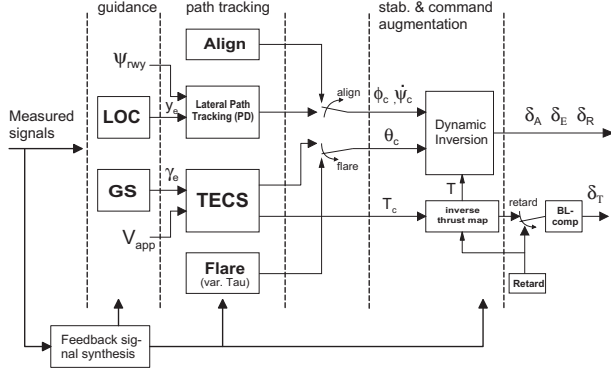 guidance
path tracking
stab. & command
augmentation
Align
ψrwy
align
ϕc ,ψ̇c
Measured
signals
LOC
ye
Lateral Path
Tracking (PD)
Dynamic
Inversion
δA δE δR
θc
flare
GS
γe
TECS
T
Tc
inverse
thrust map
retard
BL-
comp
δT
Vapp
Flare
(var. Tau)
Retard
Feedback sig-
nal synthesis